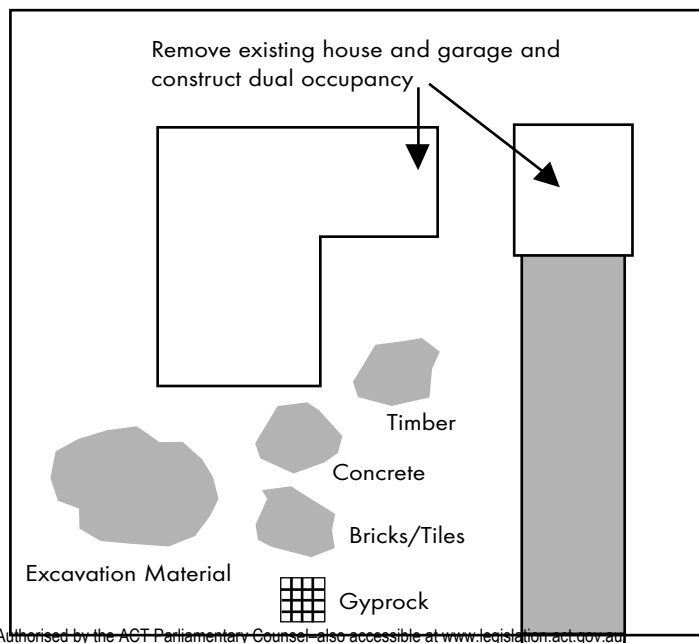 Remove existing house and garage and
construct dual occupancy
Timber
Concrete
Bricks/Tiles
Excavation Material
Gyprock
Authorised by the ACT Parliamentary Counsel–also accessible at www.legislation.act.gov.au